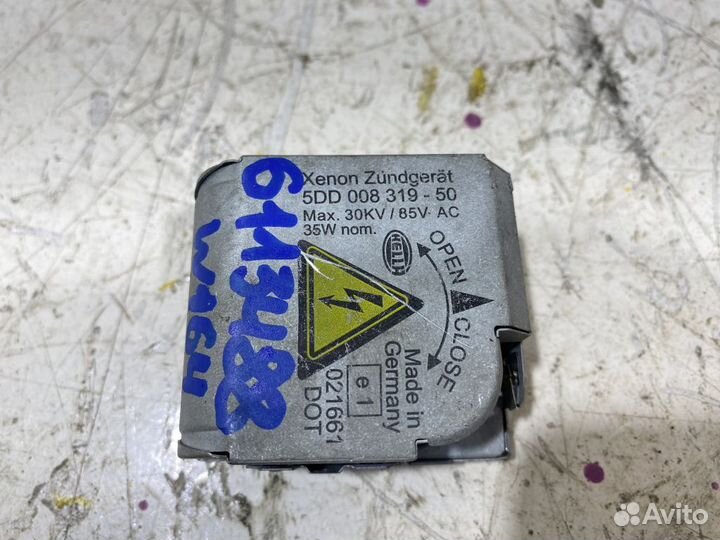 Xenon Zündgerät
5DD 008 319 - 50
Max. 30KV / 85V AC
35W nom.
HELLA
OPEN
CLOSE
Made in
Germany
e 1
021661
DOT
W164
Avito